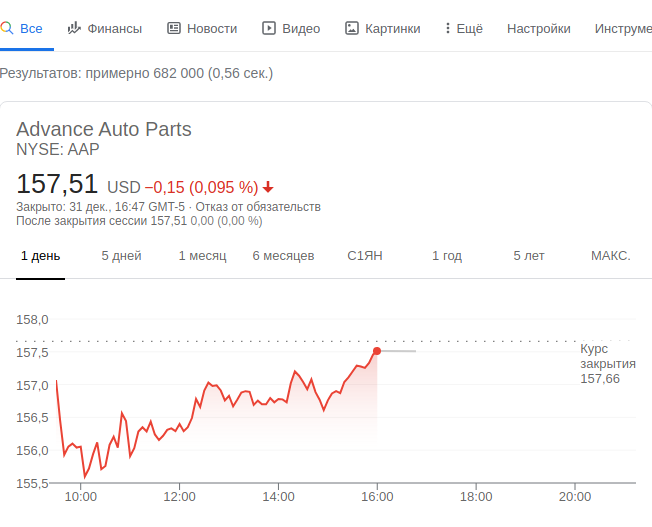 Все Финансы Новости Видео Картинки Ещё Настройки Инструме
Результатов: примерно 682 000 (0,56 сек.)
Advance Auto Parts
NYSE: AAP
157,51 USD −0,15 (0,095 %)
Закрыто: 31 дек., 16:47 GMT-5 · Отказ от обязательств
После закрытия сессии 157,51 0,00 (0,00 %)
1 день 5 дней 1 месяц 6 месяцев С1ЯН 1 год 5 лет МАКС.
158,0
157,5
157,0
156,5
156,0
155,5
Курс
закрытия
157,66
10:00 12:00 14:00 16:00 18:00 20:00